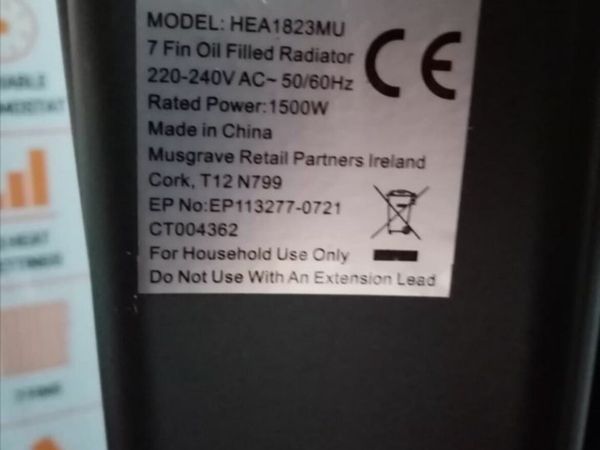 MODEL: HEA1823MU
7 Fin Oil Filled Radiator
220-240V AC~ 50/60Hz
Rated Power:1500W
Made in China
Musgrave Retail Partners Ireland
Cork, T12 N799
EP No:EP113277-0721
CT004362
For Household Use Only
Do Not Use With An Extension Lead
CE